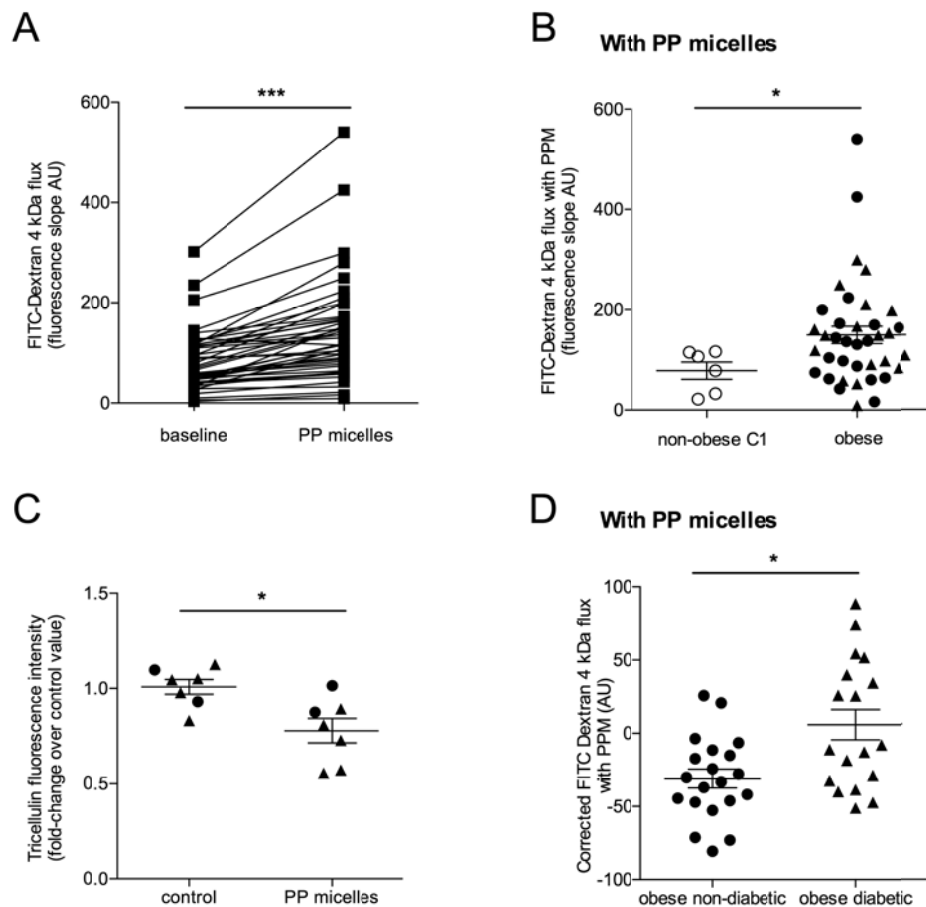 A
***
FITC-Dextran 4 kDa flux
(fluorescence slope AU)
600
400
200
0
baseline
PP micelles
B
With PP micelles
*
FITC-Dextran 4 kDa flux with PPM
(fluorescence slope AU)
600
400
200
0
non-obese C1
obese
C
*
Tricellulin fluorescence intensity
(fold-change over control value)
1.5
1.0
0.5
0.0
control
PP micelles
D
With PP micelles
*
Corrected FITC Dextran 4 kDa flux
with PPM (AU)
100
50
0
-50
-100
obese non-diabetic
obese diabetic